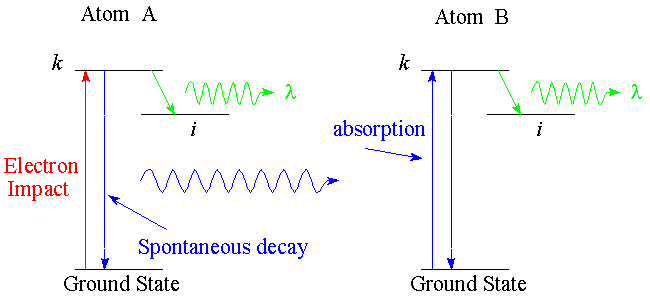 Atom A
k
λ
i
Electron
Impact
Spontaneous decay
Ground State
Atom B
k
λ
absorption
i
Ground State